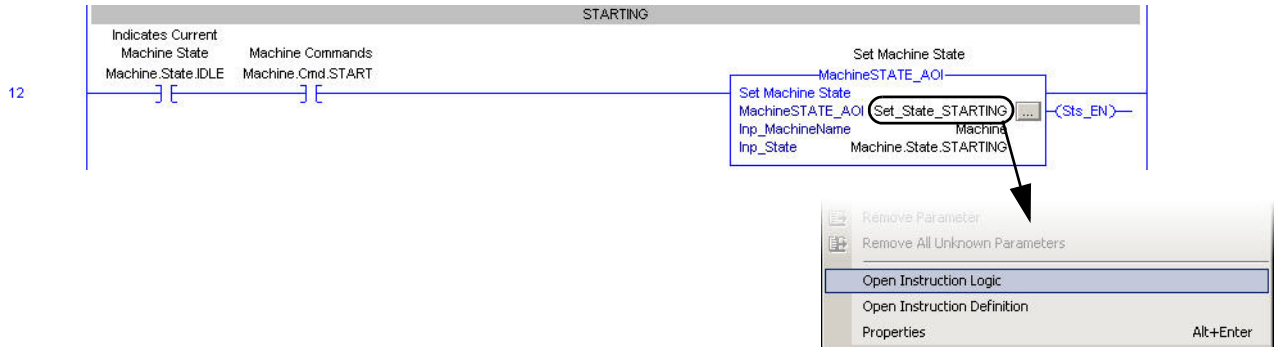 STARTING
Indicates Current
Machine State
Machine.State.IDLE
Machine Commands
Machine.Cmd.START
Set Machine State
MachineSTATE_AOI
12
Set Machine State
MachineSTATE_AOI Set_State_STARTING ... Sts_EN
Inp_MachineName Machine
Inp_State Machine.State.STARTING
Remove Parameter
Remove All Unknown Parameters
Open Instruction Logic
Open Instruction Definition
Properties Alt+Enter